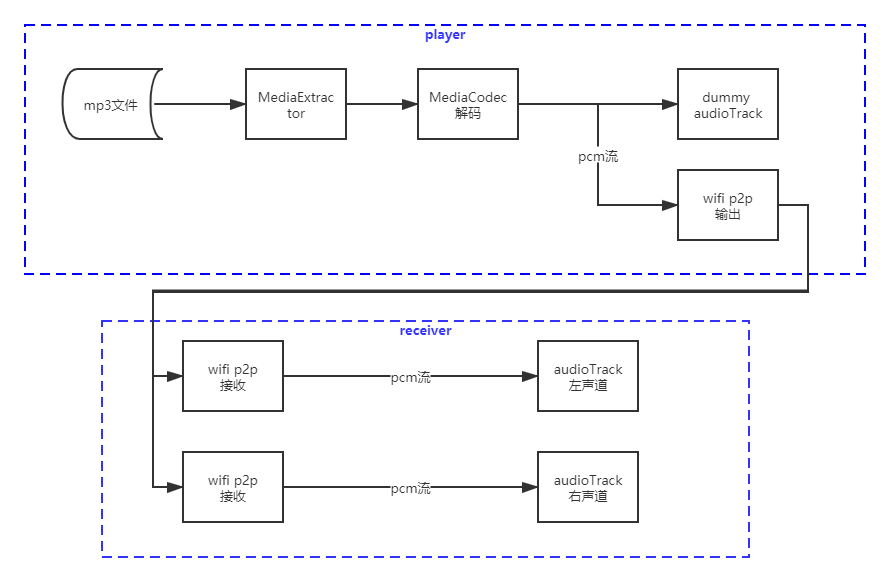 player
mp3文件
MediaExtrac
tor
MediaCodec
解码
dummy
audioTrack
pcm流
wifi p2p
输出
receiver
wifi p2p
接收
pcm流
audioTrack
左声道
wifi p2p
接收
pcm流
audioTrack
右声道